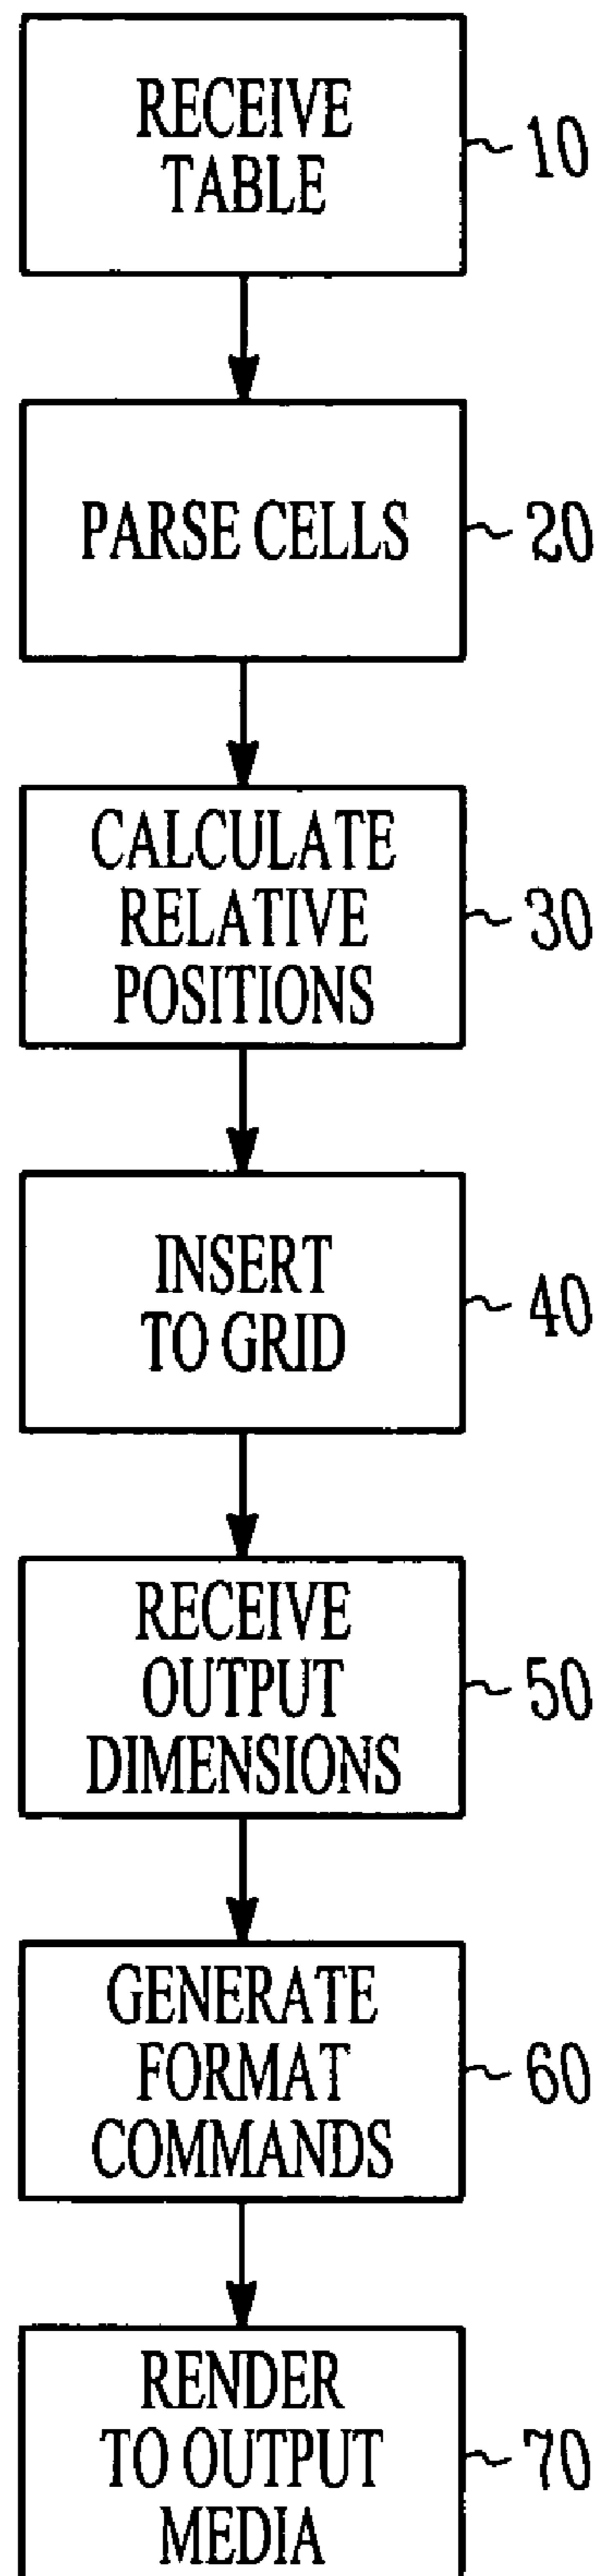 RECEIVE
TABLE
10
PARSE CELLS
20
CALCULATE
RELATIVE
POSITIONS
30
INSERT
TO GRID
40
RECEIVE
OUTPUT
DIMENSIONS
50
GENERATE
FORMAT
COMMANDS
60
RENDER
TO OUTPUT
MEDIA
70